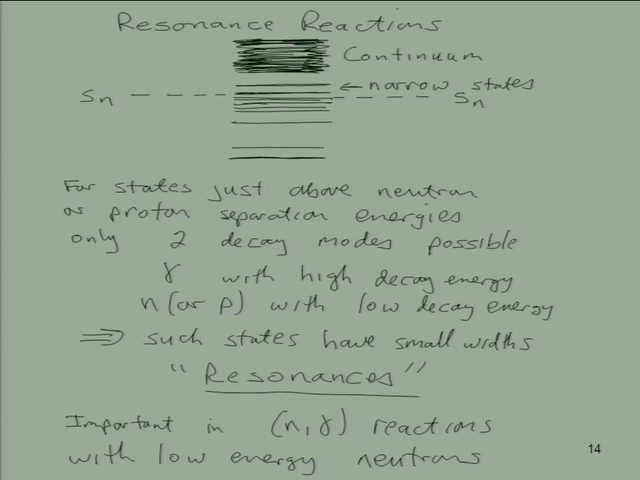 Resonance Reactions
Continuum
← narrow states
Sn
Sn
For states just above neutron
or proton separation energies
only 2 decay modes possible
γ with high decay energy
n (or p) with low decay energy
⇒ such states have small widths
"Resonances"
Important in (n,γ) reactions
with low energy neutrons
14